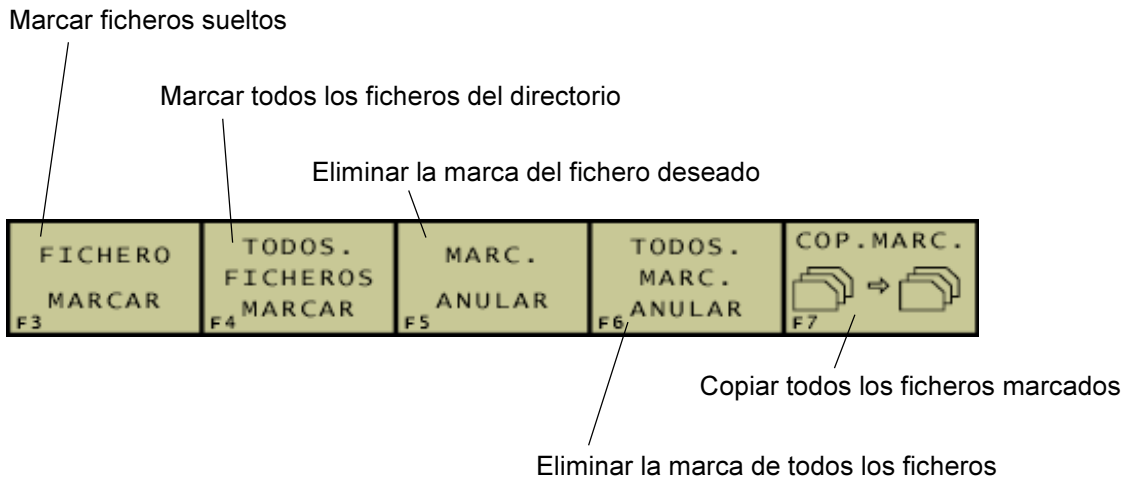 Marcar ficheros sueltos
Marcar todos los ficheros del directorio
Eliminar la marca del fichero deseado
FICHERO
MARCAR
F3
TODOS.
FICHEROS
MARCAR
F4
MARC.
ANULAR
F5
TODOS.
MARC.
ANULAR
F6
COP.MARC.
F7
Copiar todos los ficheros marcados
Eliminar la marca de todos los ficheros